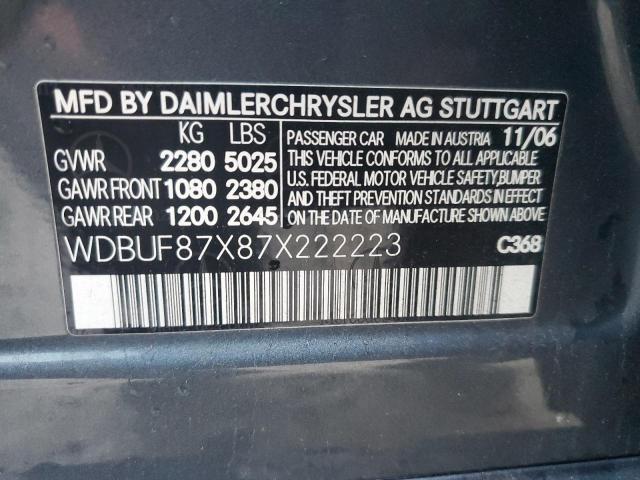 MFD BY DAIMLERCHRYSLER AG STUTTGART
KG LBS
GVWR 2280 5025
GAWR FRONT 1080 2380
GAWR REAR 1200 2645
PASSENGER CAR MADE IN AUSTRIA 11/06
THIS VEHICLE CONFORMS TO ALL APPLICABLE
U.S. FEDERAL MOTOR VEHICLE SAFETY,BUMPER
AND THEFT PREVENTION STANDARDS IN EFFECT
ON THE DATE OF MANUFACTURE SHOWN ABOVE
WDBUF87X87X222223 C368